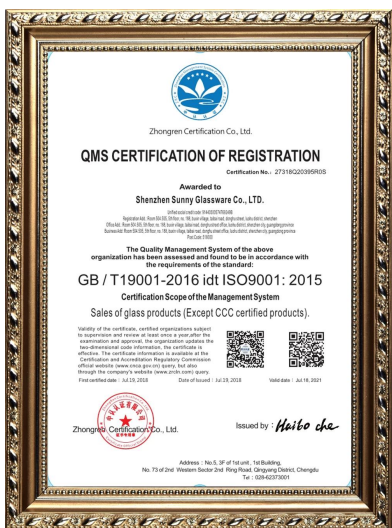 Zhongren Certification Co., Ltd.
QMS CERTIFICATION OF REGISTRATION
Certification No.: 27318Q20395R0S
Awarded to
Shenzhen Sunny Glassware Co., LTD.
The Quality Management System of the above
organization has been assessed and found to be in accordance with
the requirements of the standard:
GB / T19001-2016 idt ISO9001: 2015
Certification Scope of the Management System
Sales of glass products (Except CCC certified products).
Validity of the certificate, certified organizations subject
to supervision and review at least once a year after the
examination and approval, the organization updates the
two-dimensional code information, the certificate is
effective. The certificate information is available at the
Certification and Accreditation Regulatory Commission
official website (www.cnca.gov.cn) query, but also
through the company's website (www.zrcln.com) query.
First certified date : Jul.19, 2018 Date of Issued : Jul.19, 2018 Valid date : Jul.18, 2021
Zhongren Certification Co., Ltd.
Issued by : Haibo che
Address : No.5, 3F of 1st unit , 1st Building,
No. 73 of 2nd Western Sector 2nd Ring Road, Qingyang District, Chengdu
Tel : 028-62373001